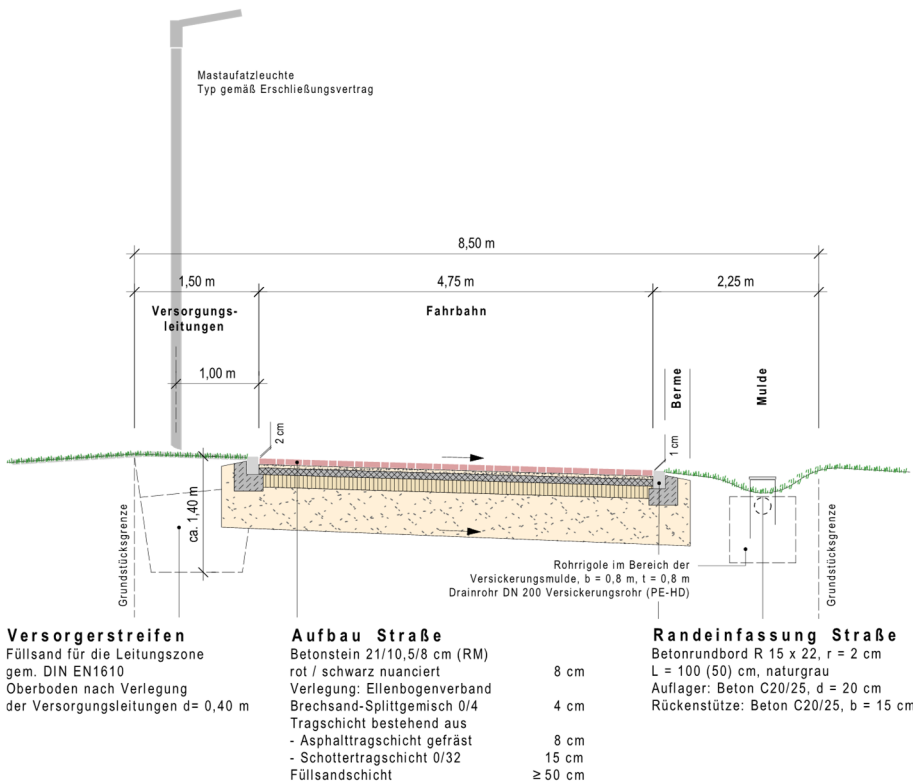 Mastaufatzleuchte
Typ gemäß Erschließungsvertrag
8,50 m
1,50 m
4,75 m
2,25 m
Versorgungs-
leitungen
Fahrbahn
1,00 m
Berme
Mulde
2 cm
1 cm
ca. 1,40 m
Grundstücksgrenze
Grundstücksgrenze
Rohrrigole im Bereich der
Versickerungsmulde, b = 0,8 m, t = 0,8 m
Drainrohr DN 200 Versickerungsrohr (PE-HD)
Versorgerstreifen
Füllsand für die Leitungszone
gem. DIN EN1610
Oberboden nach Verlegung
der Versorgungsleitungen d= 0,40 m
Aufbau Straße
Betonstein 21/10,5/8 cm (RM)
rot / schwarz nuanciert 8 cm
Verlegung: Ellenbogenverband
Brechsand-Splittgemisch 0/4 4 cm
Tragschicht bestehend aus
- Asphalttragschicht gefräst 8 cm
- Schottertragschicht 0/32 15 cm
Füllsandschicht ≥ 50 cm
Randeinfassung Straße
Betonrundbord R 15 x 22, r = 2 cm
L = 100 (50) cm, naturgrau
Auflager: Beton C20/25, d = 20 cm
Rückenstütze: Beton C20/25, b = 15 cm